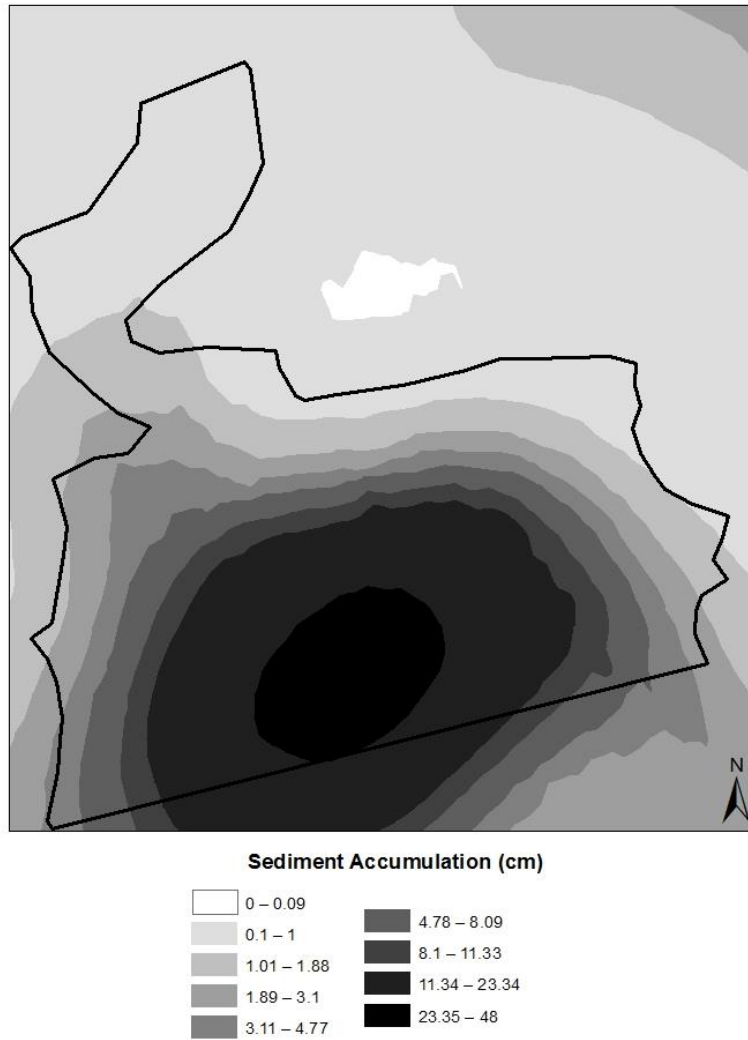 N
Sediment Accumulation (cm)
0 – 0.09
0.1 – 1
1.01 – 1.88
1.89 – 3.1
3.11 – 4.77
4.78 – 8.09
8.1 – 11.33
11.34 – 23.34
23.35 – 48